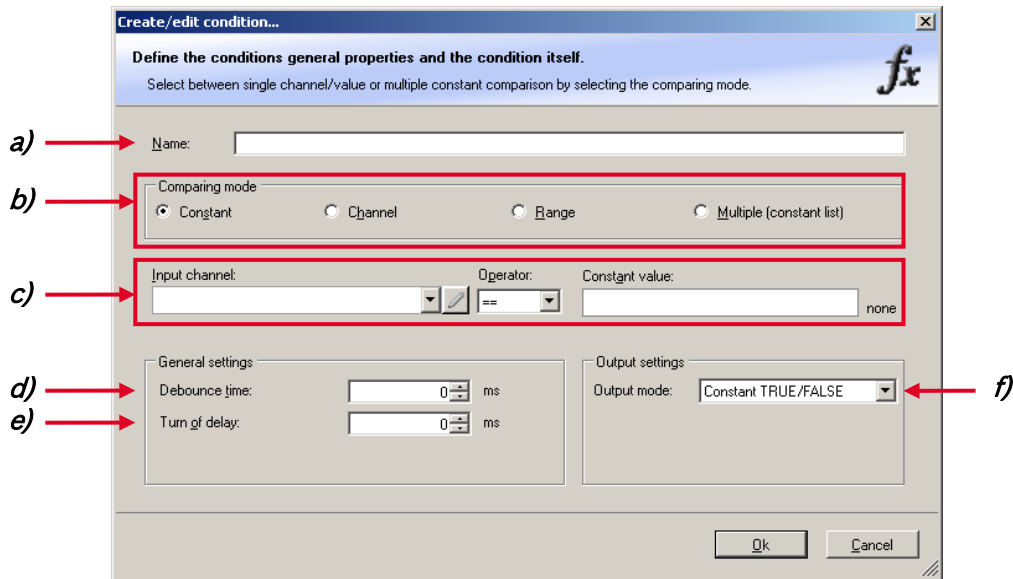 Create/edit condition...
Define the conditions general properties and the condition itself.
Select between single channel/value or multiple constant comparison by selecting the comparing mode.
fx
a)
Name:
b)
Comparing mode
Constant
Channel
Range
Multiple (constant list)
c)
Input channel:
Operator:
Constant value:
==
none
General settings
d)
Debounce time:
0
ms
e)
Turn of delay:
0
ms
Output settings
Output mode:
Constant TRUE/FALSE
f)
Ok
Cancel